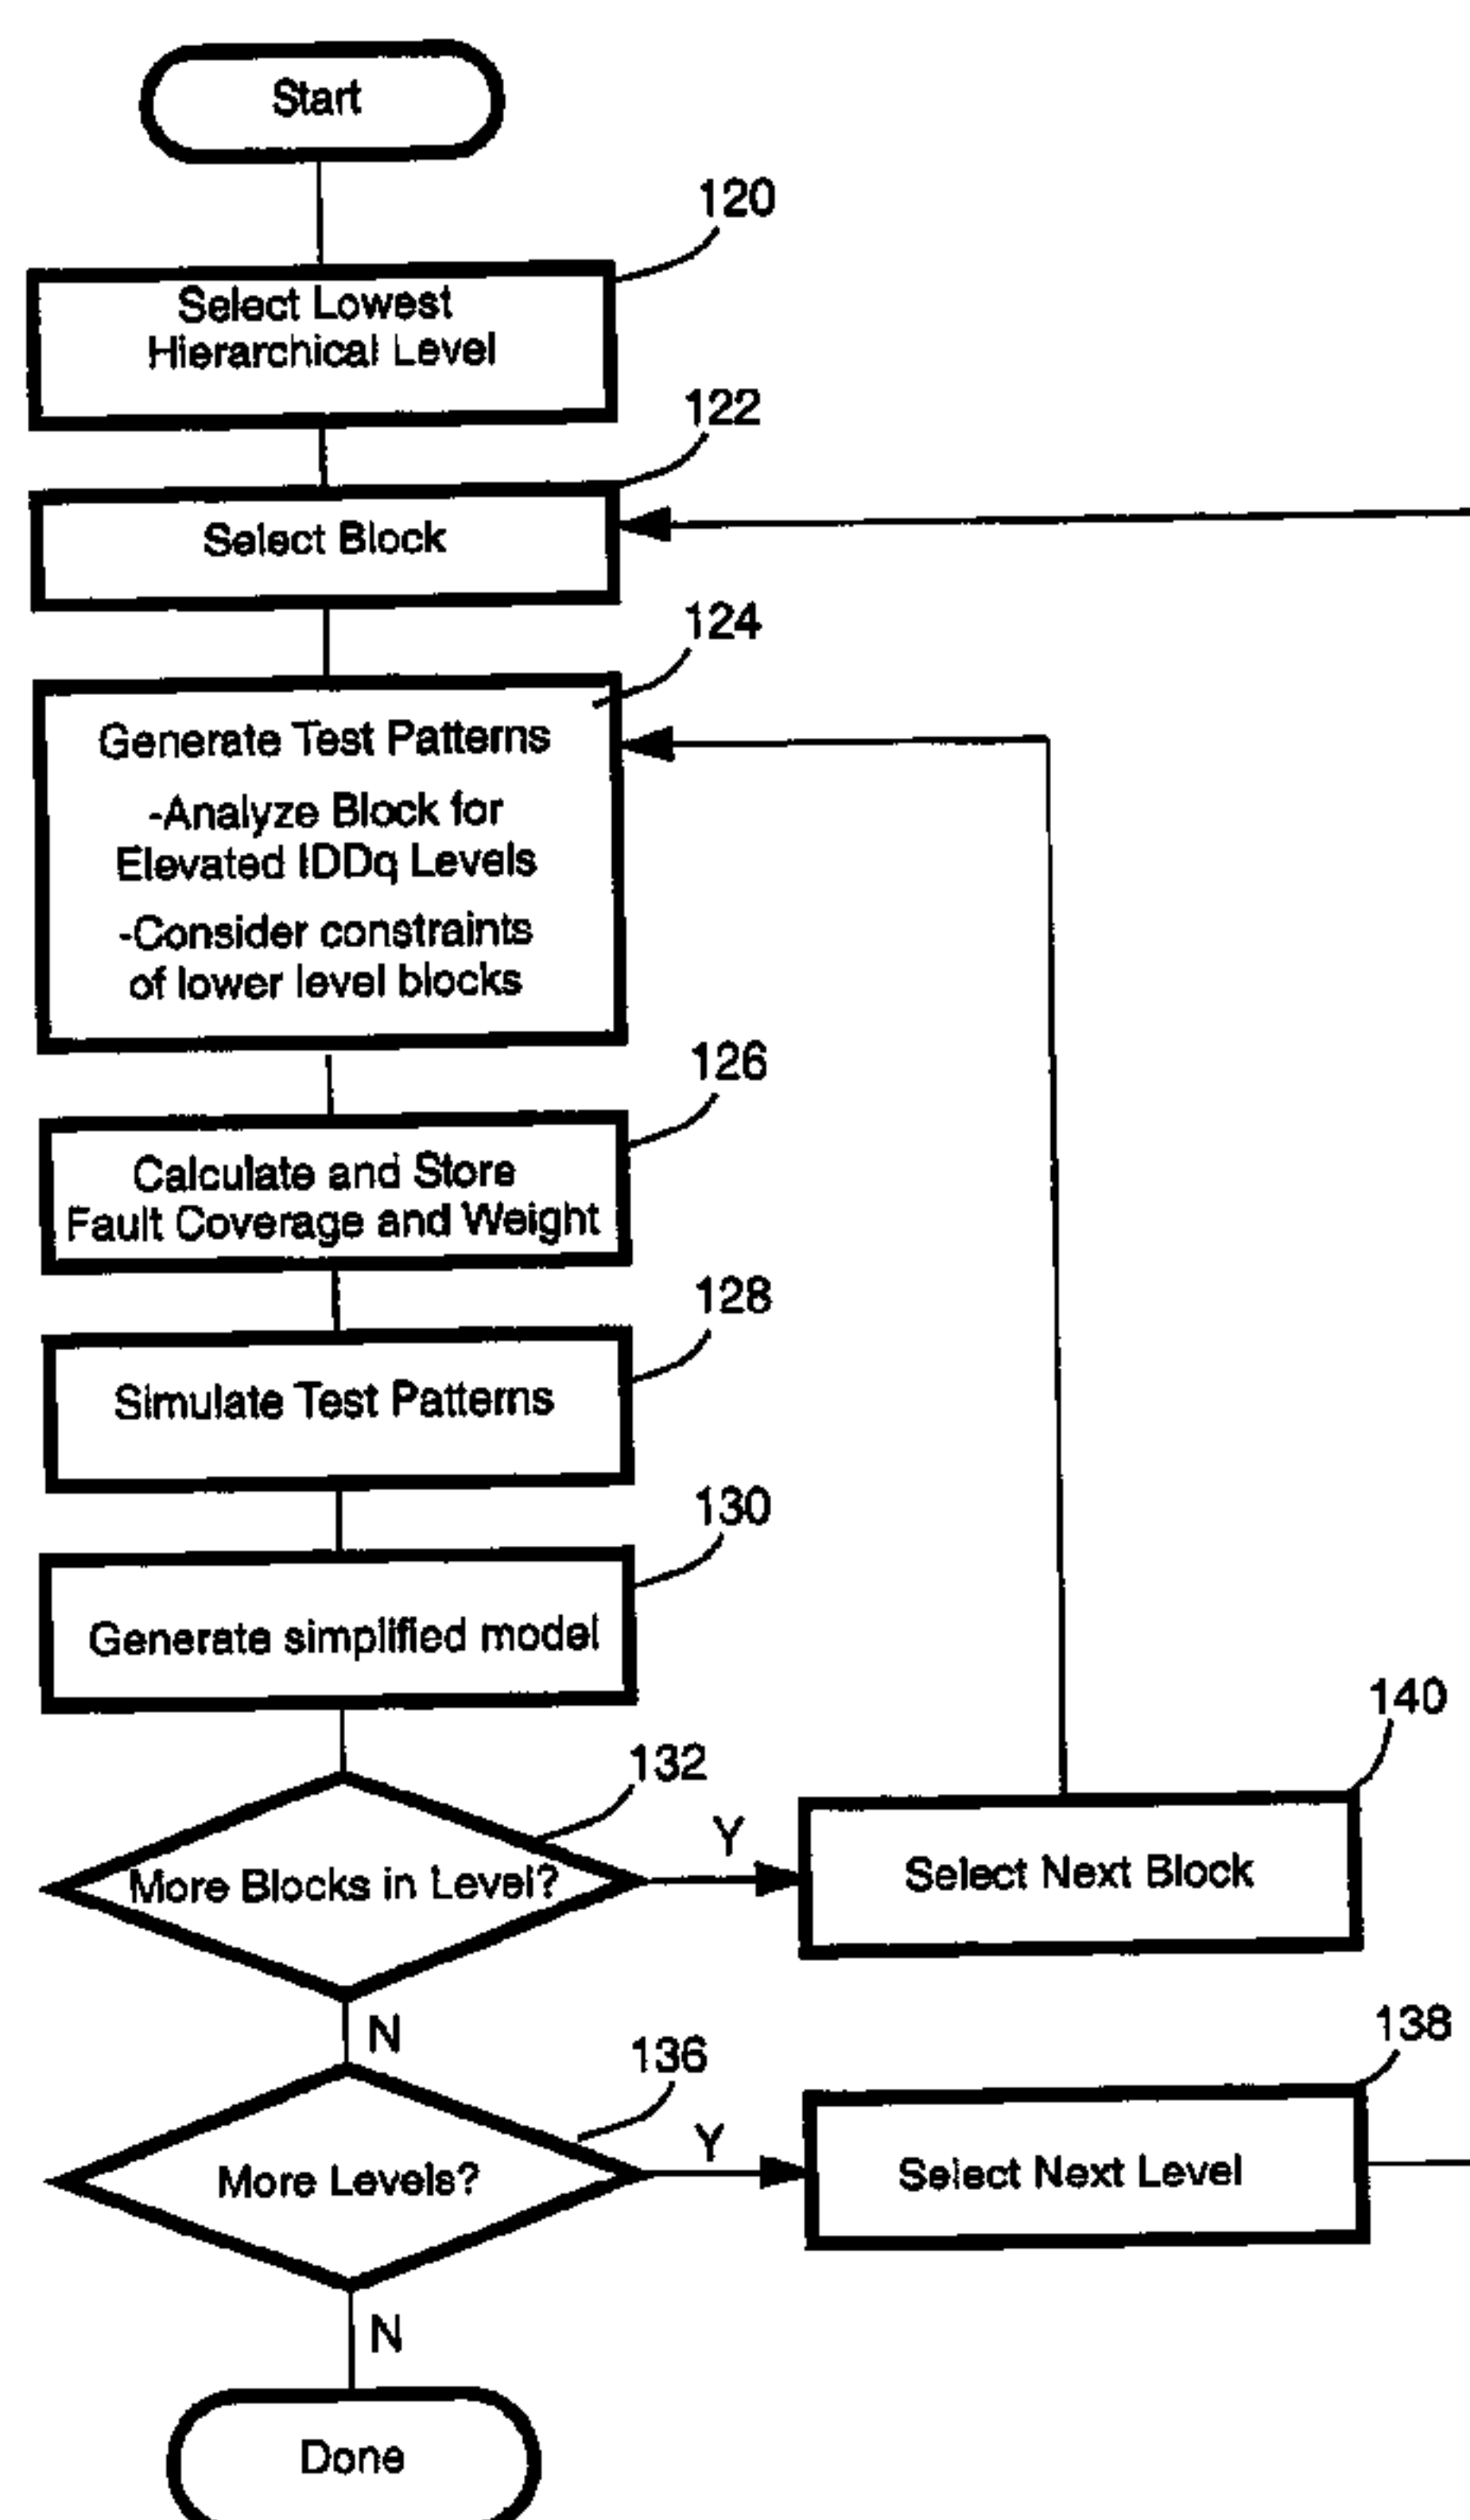 Start
120
Select Lowest
Hierarchical Level
122
Select Block
124
Generate Test Patterns
-Analyze Block for
Elevated IDDq Levels
-Consider constraints
of lower level blocks
126
Calculate and Store
Fault Coverage and Weight
128
Simulate Test Patterns
130
Generate simplified model
132
More Blocks in Level?
Y
140
Select Next Block
N
136
More Levels?
Y
138
Select Next Level
N
Done